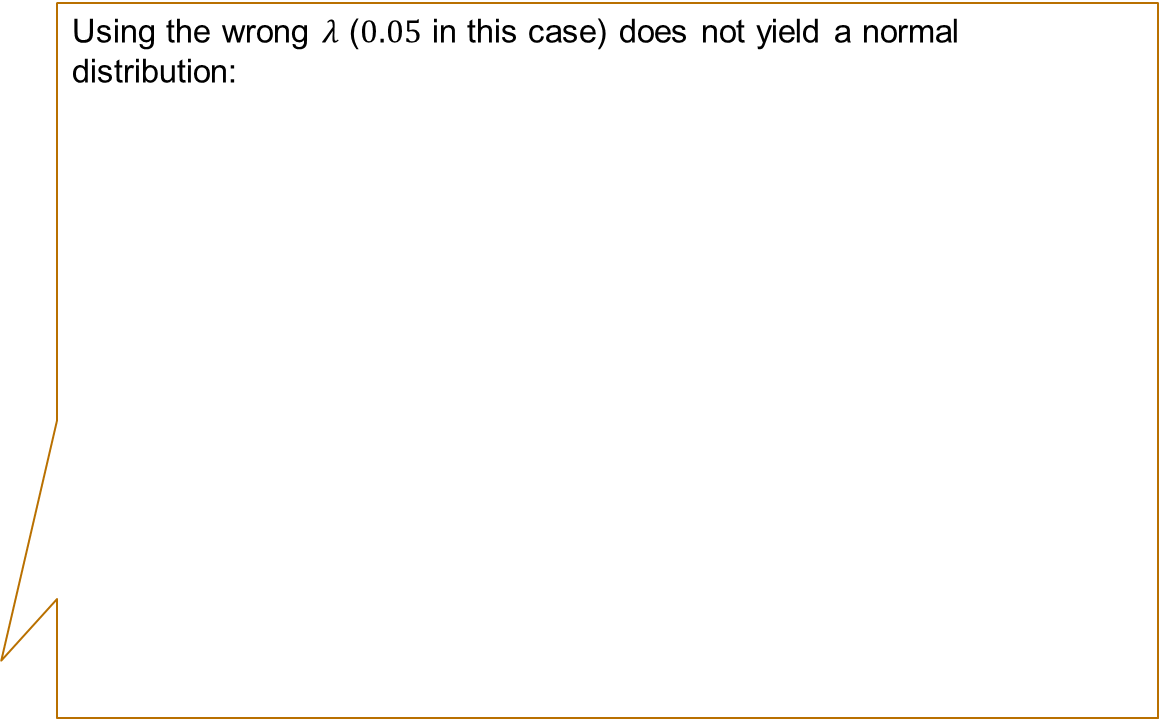 Using the wrong 𝜆 (0.05 in this case) does not yield a normal
distribution: